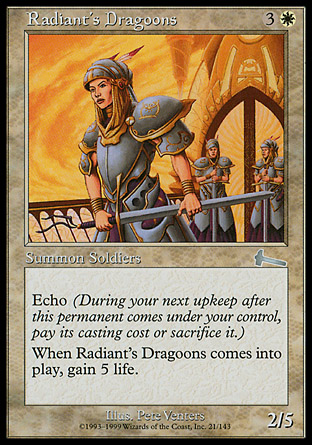 Radiant's Dragoons 3
Summon Soldiers
Echo (During your next upkeep after
this permanent comes under your control,
pay its casting cost or sacrifice it.)
When Radiant's Dragoons comes into
play, gain 5 life.
Illus. Pete Venters
©1993-1999 Wizards of the Coast, Inc. 21/143
2/5